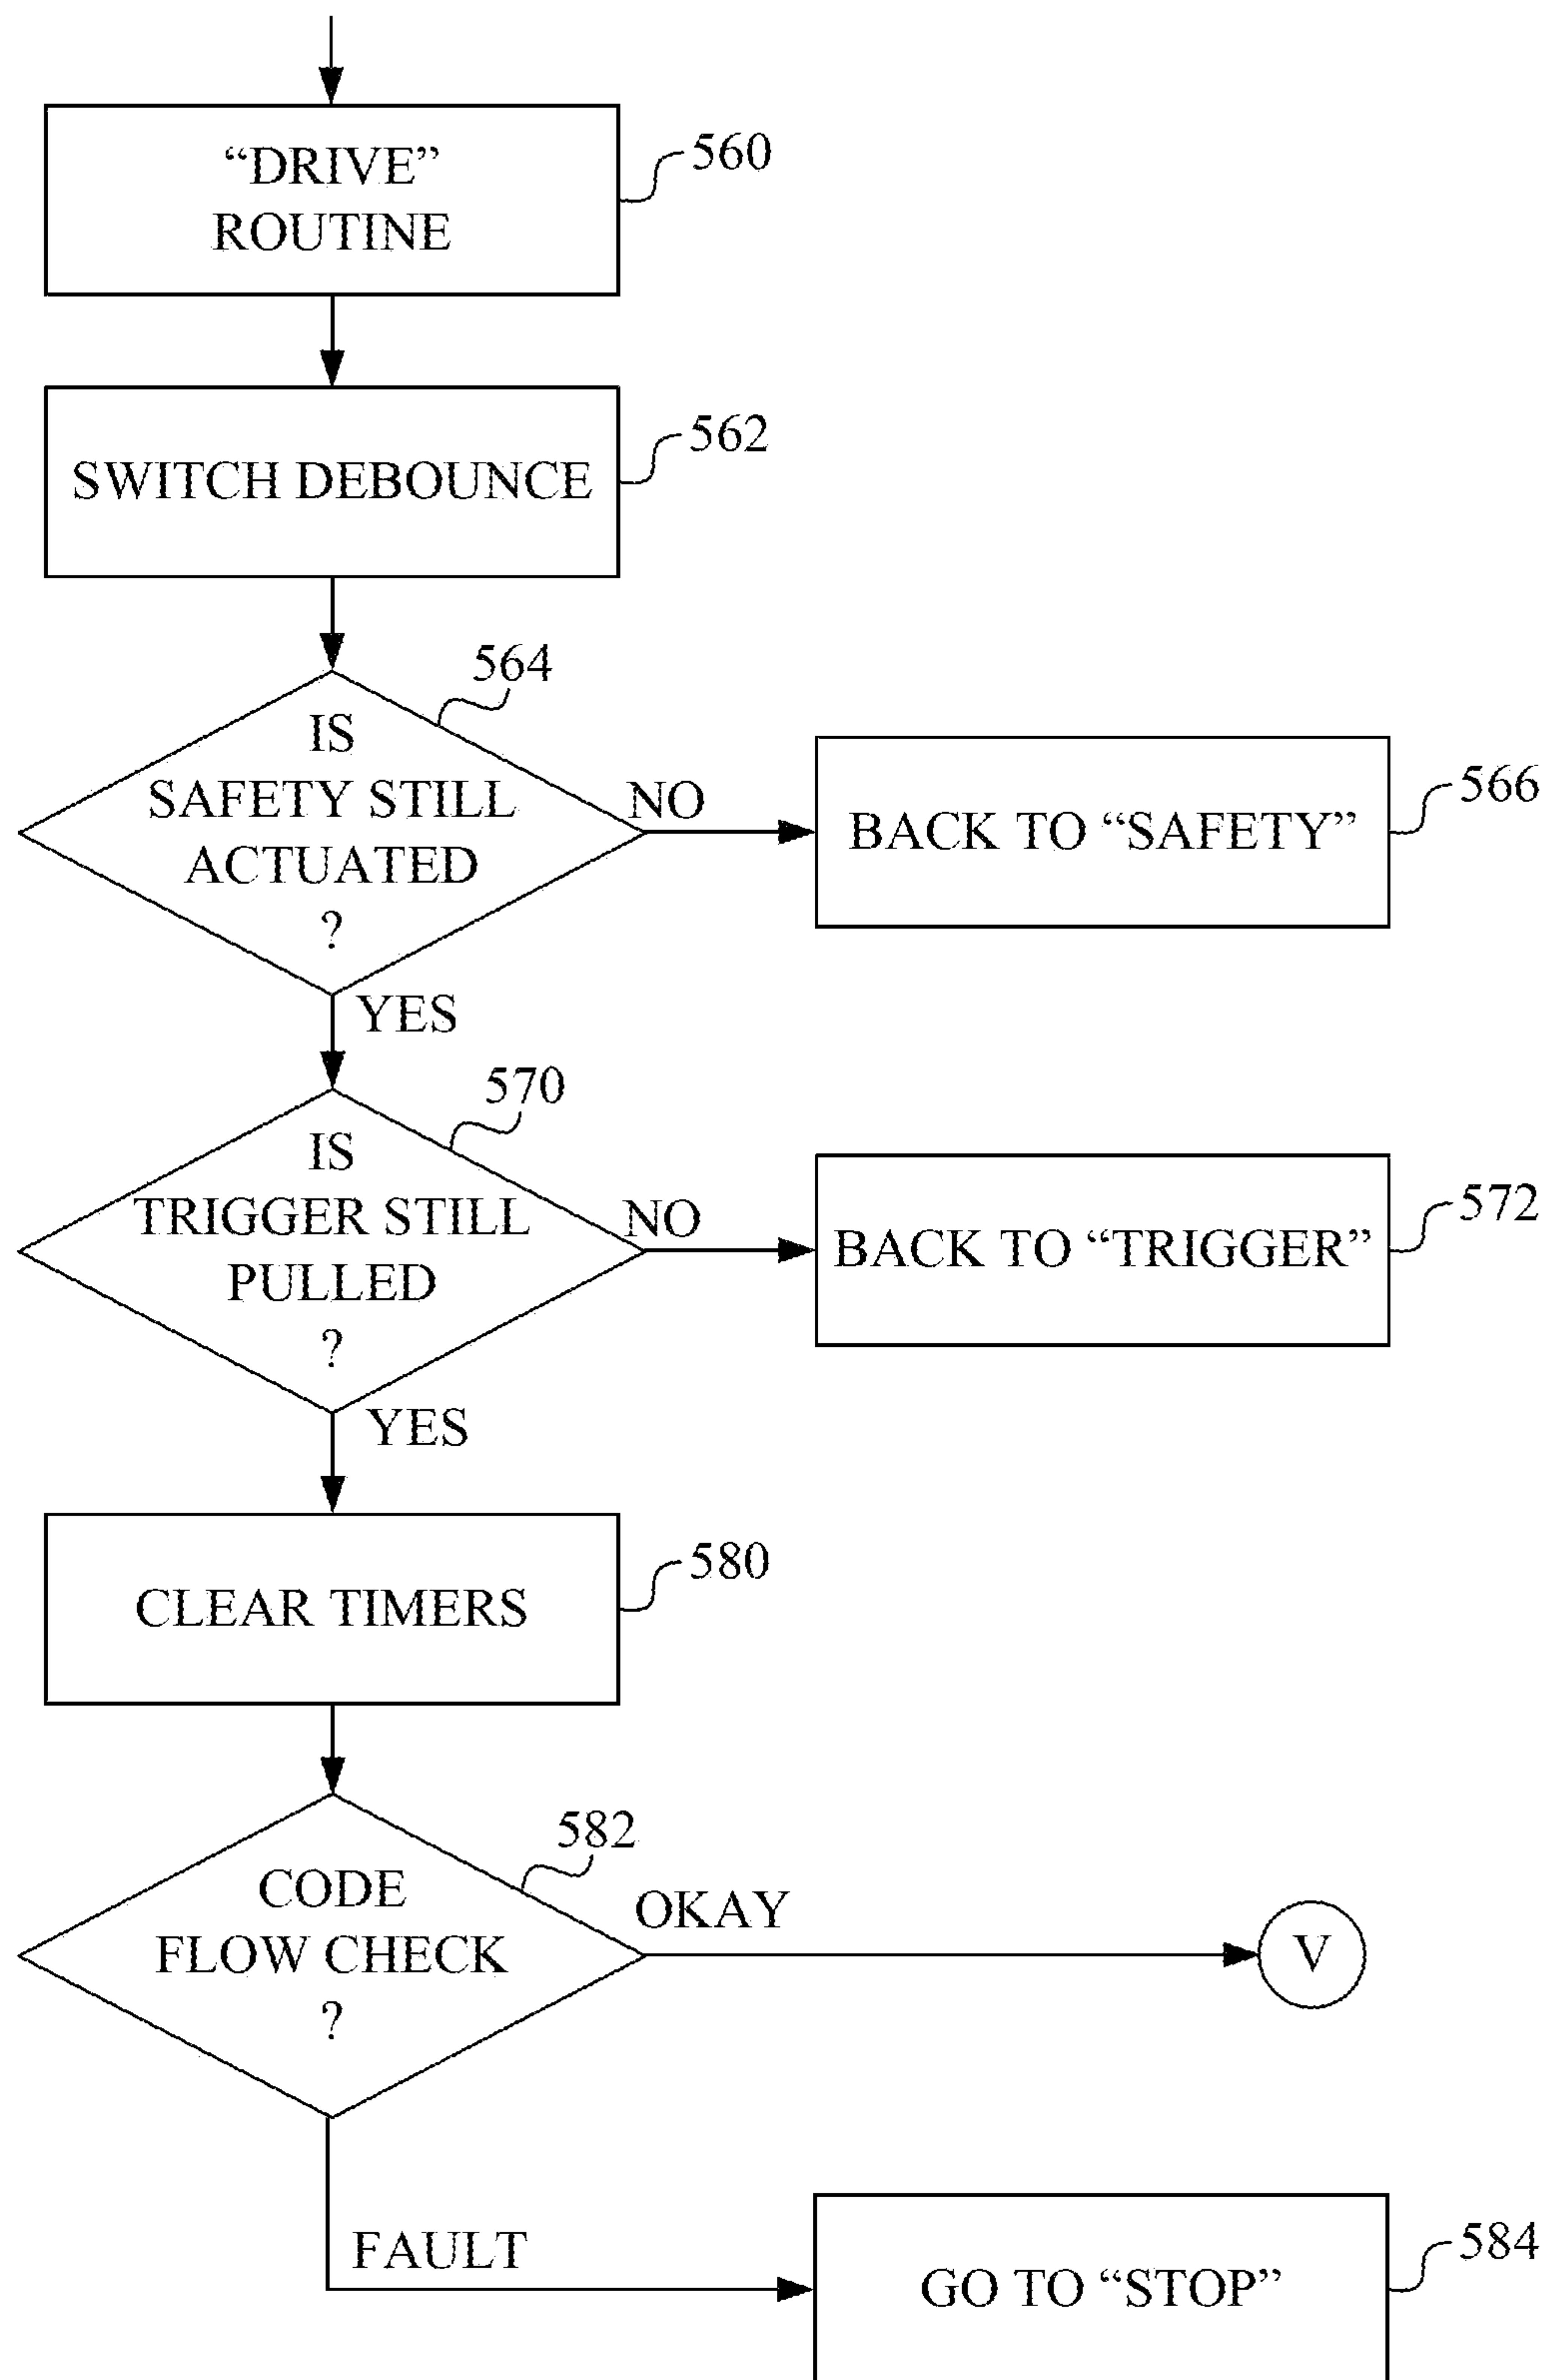 “DRIVE”
ROUTINE
560
SWITCH DEBOUNCE
562
564
IS
SAFETY STILL
ACTUATED
?
NO
BACK TO “SAFETY”
566
YES
570
IS
TRIGGER STILL
PULLED
?
NO
BACK TO “TRIGGER”
572
YES
CLEAR TIMERS
580
582
CODE
FLOW CHECK
?
OKAY
V
FAULT
GO TO “STOP”
584